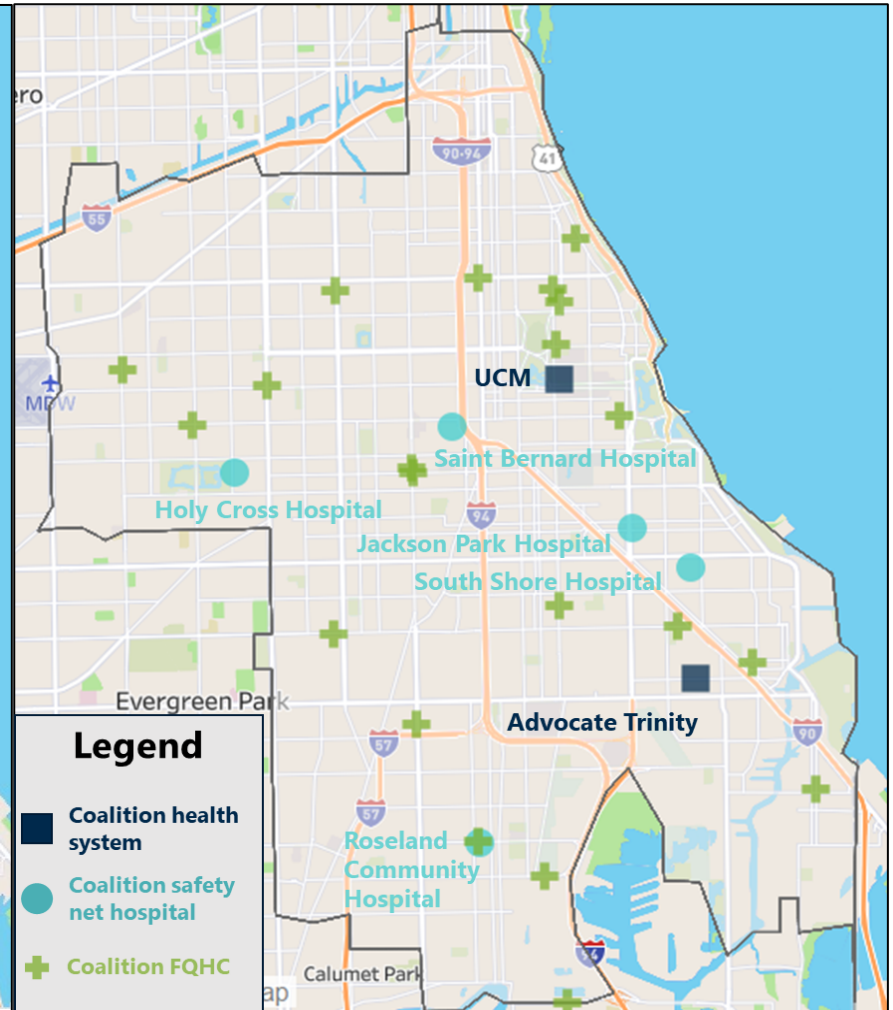 ero
90-94
41
55
UCM
MDW
Saint Bernard Hospital
Holy Cross Hospital
94
Jackson Park Hospital
South Shore Hospital
Evergreen Park
Advocate Trinity
57
90
57
Roseland
Community
Hospital
94
Calumet Park
ap
Legend
Coalition health
system
Coalition safety
net hospital
Coalition FQHC